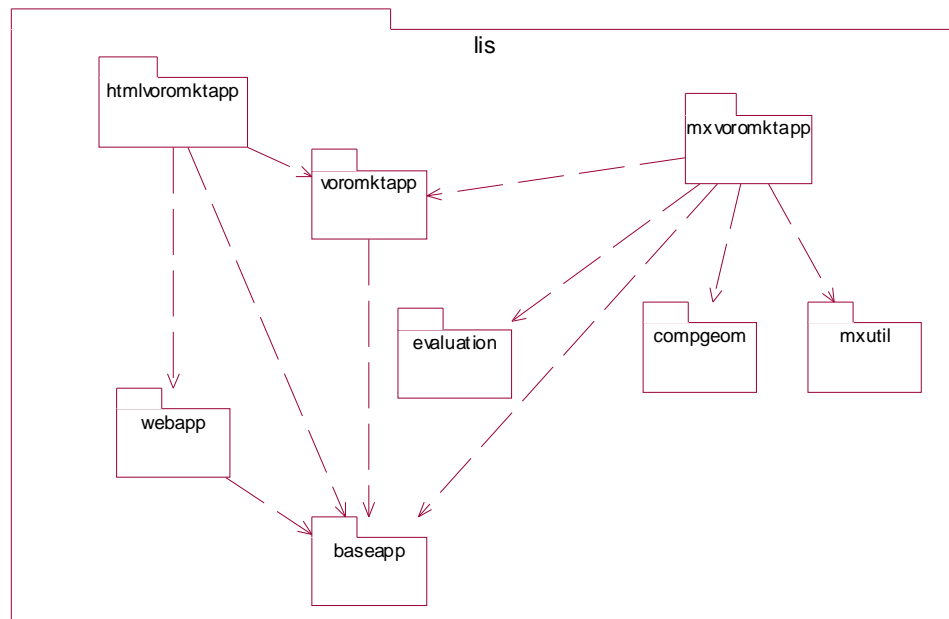 lis
htmlvoromktapp
mxvoromktapp
voromktapp
evaluation
compgeom
mxutil
webapp
baseapp